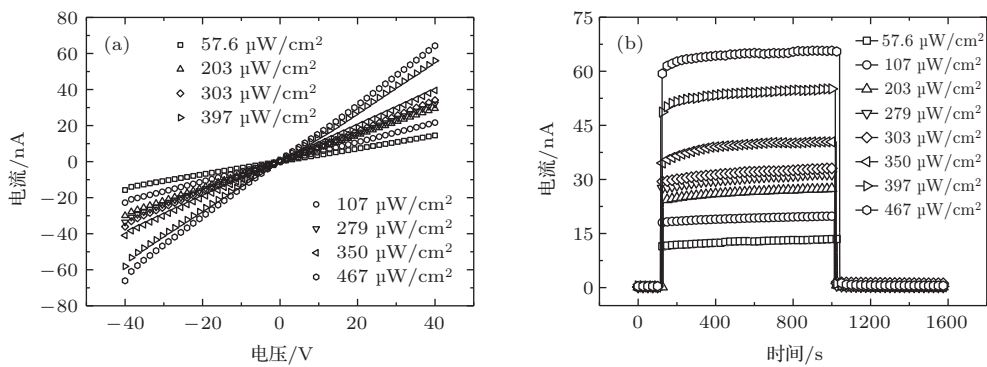 (a)
57.6 µW/cm²
203 µW/cm²
303 µW/cm²
397 µW/cm²
107 µW/cm²
279 µW/cm²
350 µW/cm²
467 µW/cm²
80
60
40
20
0
−20
−40
−60
−80
电流/nA
−40
−20
0
20
40
电压/V
(b)
57.6 µW/cm²
107 µW/cm²
203 µW/cm²
279 µW/cm²
303 µW/cm²
350 µW/cm²
397 µW/cm²
467 µW/cm²
75
60
45
30
15
0
电流/nA
0
400
800
1200
1600
时间/s